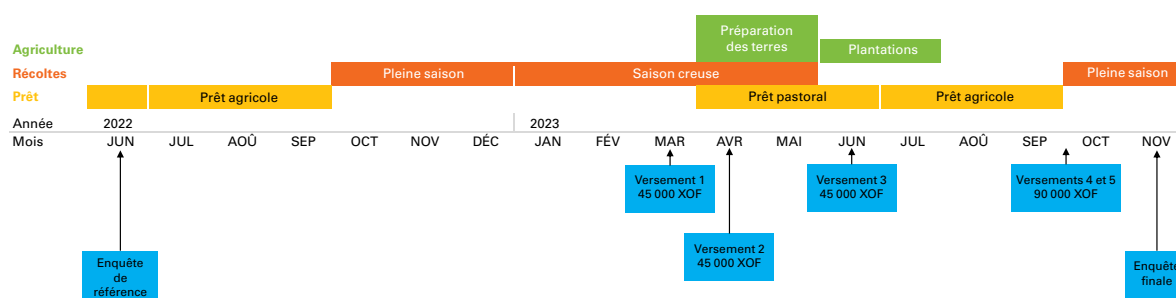 Préparation
des terres
Agriculture
Plantations
Récoltes
Pleine saison
Saison creuse
Pleine saison
Prêt
Prêt agricole
Prêt pastoral
Prêt agricole
Année 2022 2023
Mois JUN JUL AOÛ SEP OCT NOV DÉC JAN FÉV MAR AVR MAI JUN JUL AOÛ SEP OCT NOV
Versement 1
45 000 XOF
Versement 3
45 000 XOF
Versements 4 et 5
90 000 XOF
Versement 2
45 000 XOF
Enquête
de
référence
Enquête
finale